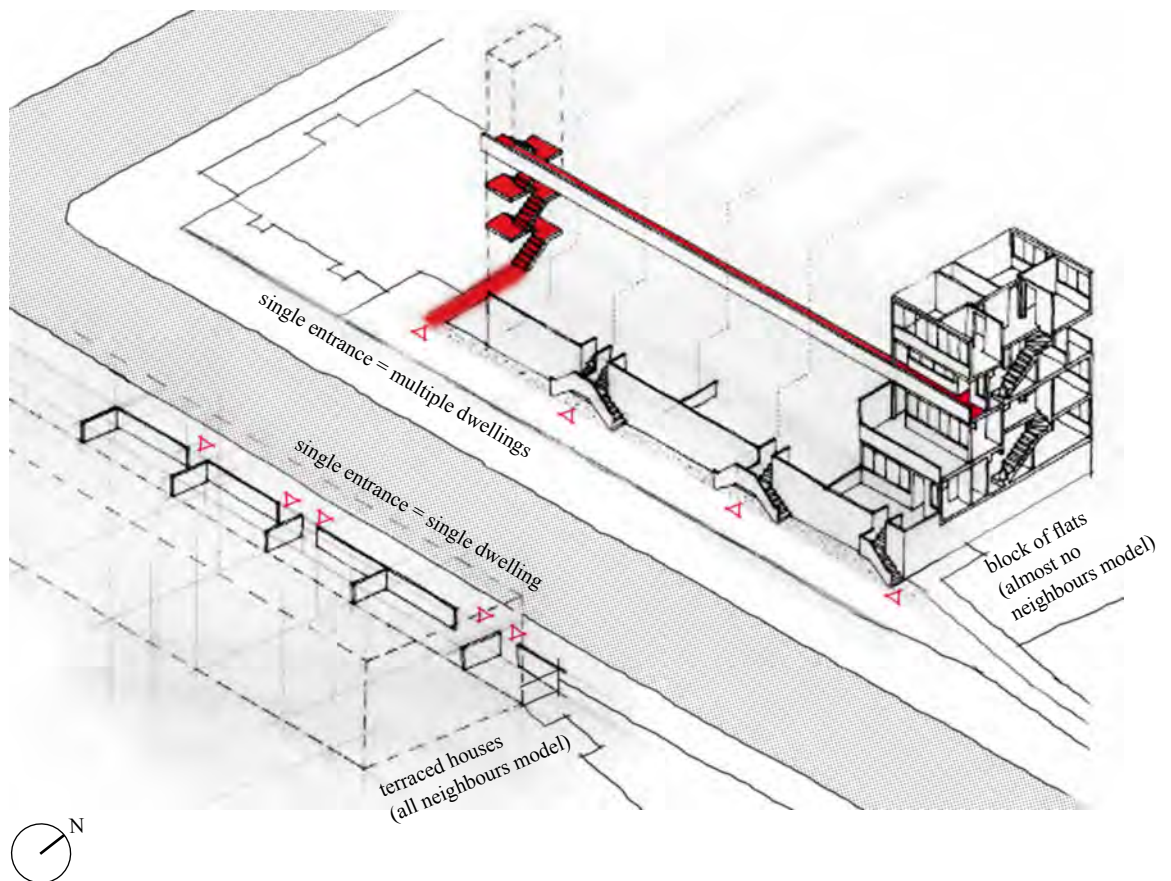 single entrance = multiple dwellings
single entrance = single dwelling
block of flats
(almost no
neighbours model)
terraced houses
(all neighbours model)
N